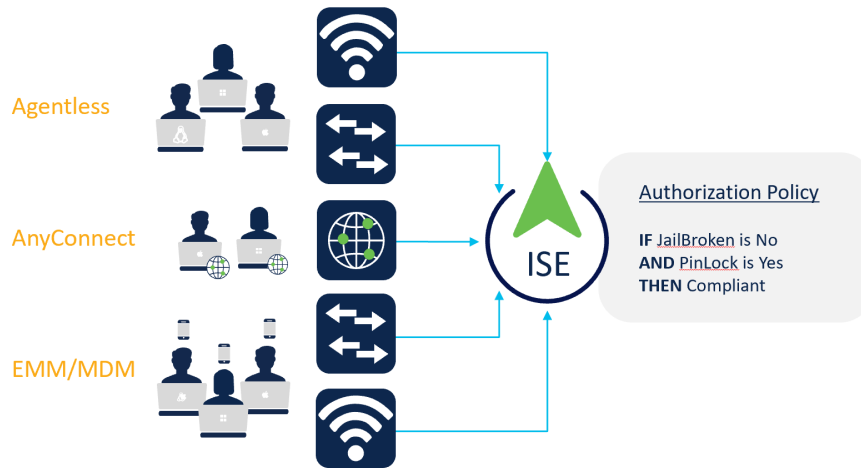 Agentless
AnyConnect
EMM/MDM
ISE
Authorization Policy
IF JailBroken is No
AND PinLock is Yes
THEN Compliant